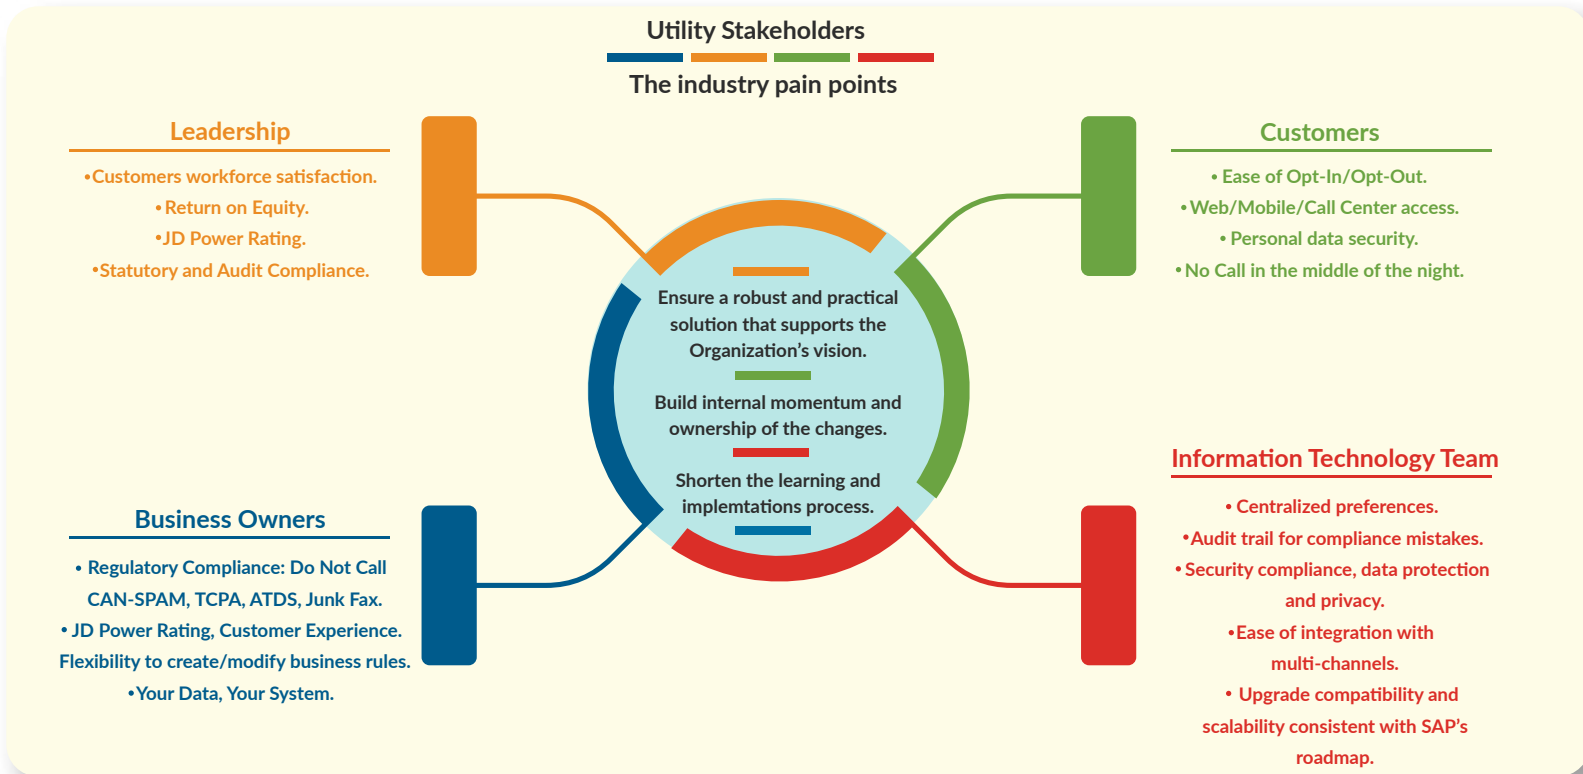 Utility Stakeholders
The industry pain points
Leadership
•Customers workforce satisfaction.
•Return on Equity.
•JD Power Rating.
•Statutory and Audit Compliance.
Customers
• Ease of Opt-In/Opt-Out.
• Web/Mobile/Call Center access.
• Personal data security.
• No Call in the middle of the night.
Ensure a robust and practical
solution that supports the
Organization’s vision.
Build internal momentum and
ownership of the changes.
Shorten the learning and
implemtations process.
Business Owners
• Regulatory Compliance: Do Not Call
CAN-SPAM, TCPA, ATDS, Junk Fax.
• JD Power Rating, Customer Experience.
Flexibility to create/modify business rules.
•Your Data, Your System.
Information Technology Team
• Centralized preferences.
•Audit trail for compliance mistakes.
• Security compliance, data protection
and privacy.
•Ease of integration with
multi-channels.
• Upgrade compatibility and
scalability consistent with SAP’s
roadmap.